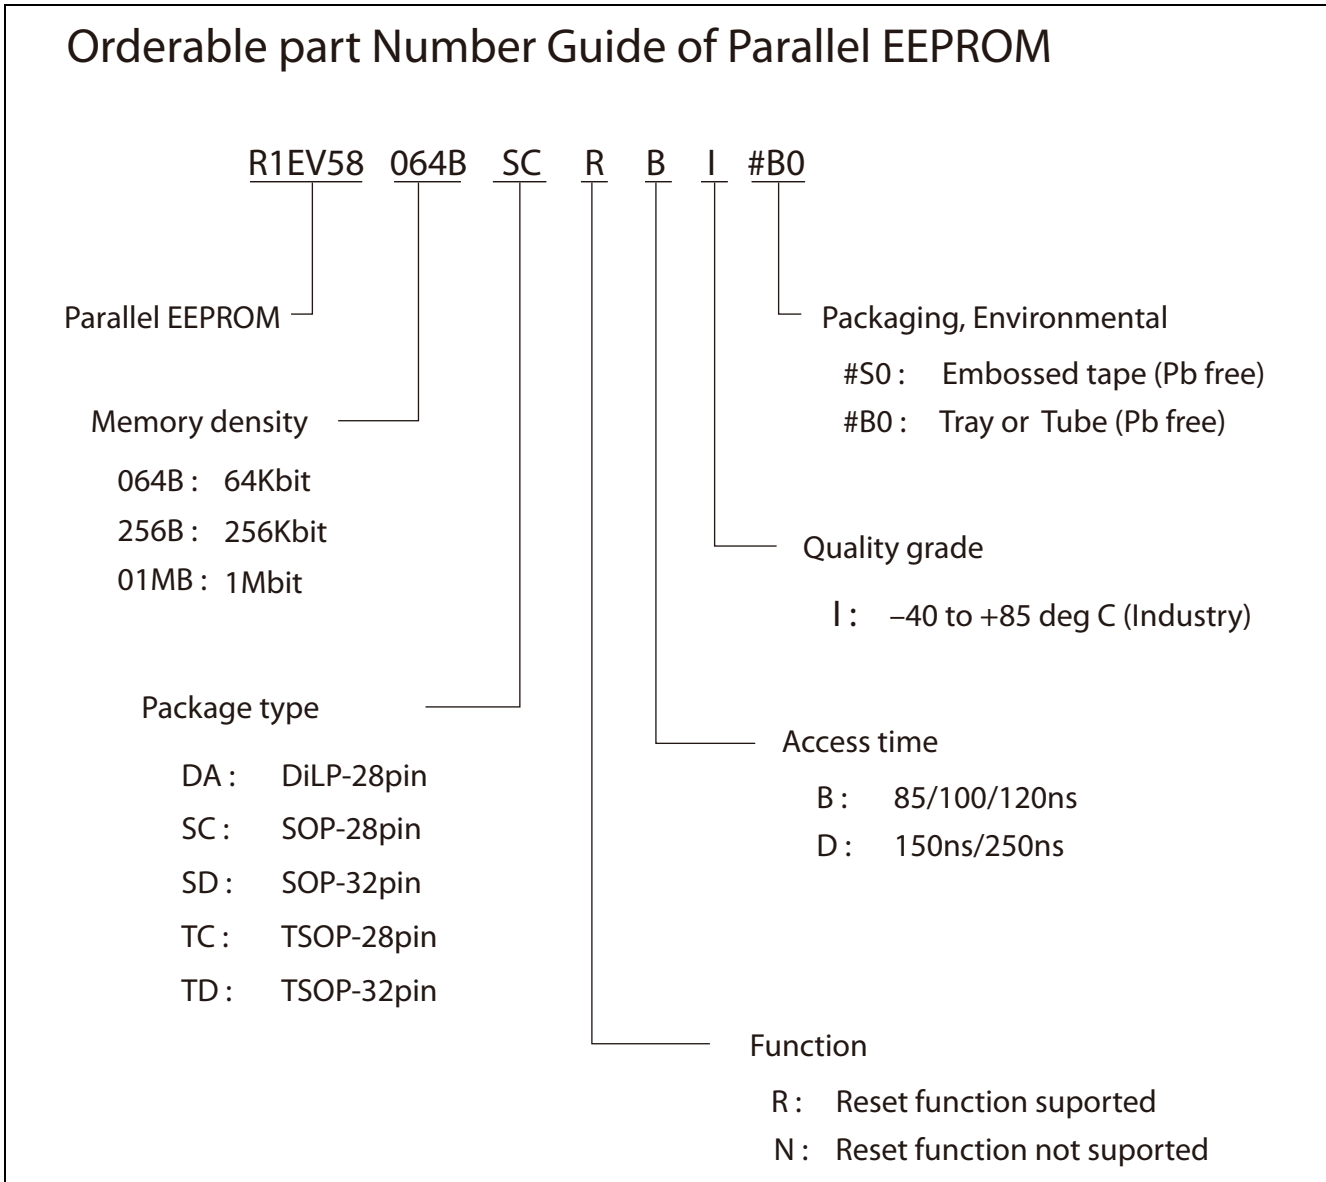 Orderable part Number Guide of Parallel EEPROM
R1EV58 064B SC R B I #B0
Parallel EEPROM
Memory density
064B : 64Kbit
256B : 256Kbit
01MB : 1Mbit
Package type
DA : DiLP-28pin
SC : SOP-28pin
SD : SOP-32pin
TC : TSOP-28pin
TD : TSOP-32pin
Packaging, Environmental
#S0 : Embossed tape (Pb free)
#B0 : Tray or Tube (Pb free)
Quality grade
I : –40 to +85 deg C (Industry)
Access time
B : 85/100/120ns
D : 150ns/250ns
Function
R : Reset function suported
N : Reset function not suported